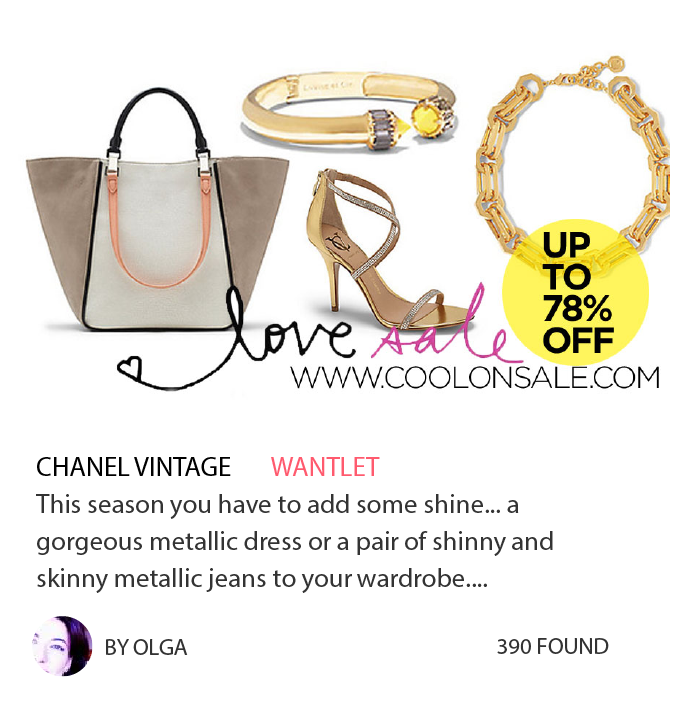 UP
TO
78%
OFF
love sale
WWW.COOLONSALE.COM
CHANEL VINTAGE WANTLET
This season you have to add some shine... a
gorgeous metallic dress or a pair of shinny and
skinny metallic jeans to your wardrobe....
BY OLGA 390 FOUND